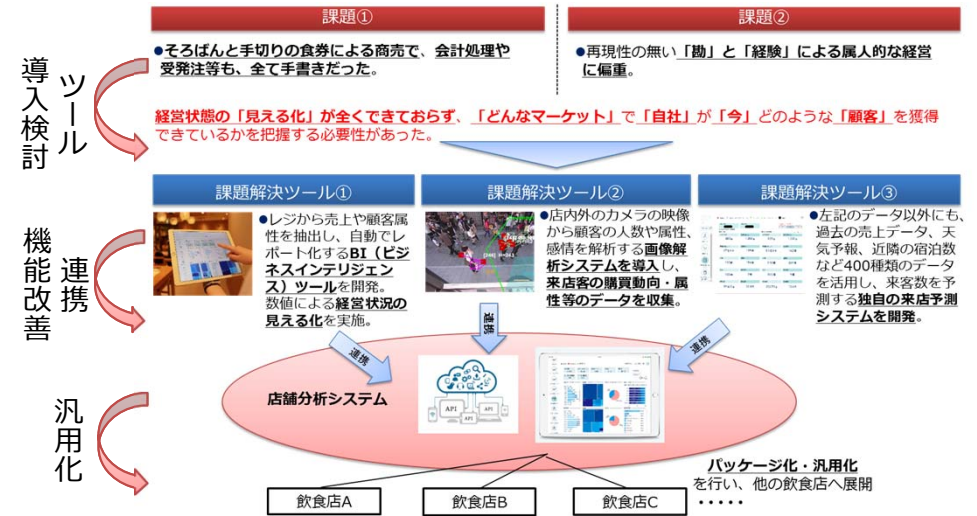 課題①
●そろばんと手切りの食券による商売で、会計処理や
受発注等も、全て手書きだった。
課題②
●再現性の無い「勘」と「経験」による属人的な経営
に偏重。
ツール
導入検討
経営状態の「見える化」が全くできておらず、「どんなマーケット」で「自社」が「今」どのような「顧客」を獲得
できているかを把握する必要性があった。
課題解決ツール①
●レジから売上や顧客属
性を抽出し、自動でレ
ポート化するBI（ビジ
ネスインテリジェン
ス）ツールを開発。
数値による経営状況の
見える化を実施。
課題解決ツール②
●店内外のカメラの映像
から顧客の人数や属性、
感情を解析する画像解
析システムを導入し、
来店客の購買動向・属
性等のデータを収集。
課題解決ツール③
●左記のデータ以外にも、
過去の売上データ、天
気予報、近隣の宿泊数
など400種類のデータ
を活用し、来客数を予
測する独自の来店予測
システムを開発。
連携
機能改善
連携
連携
連携
店舗分析システム
API
API
API
汎用化
パッケージ化・汎用化
を行い、他の飲食店へ展開
・・・・・
飲食店A
飲食店B
飲食店C